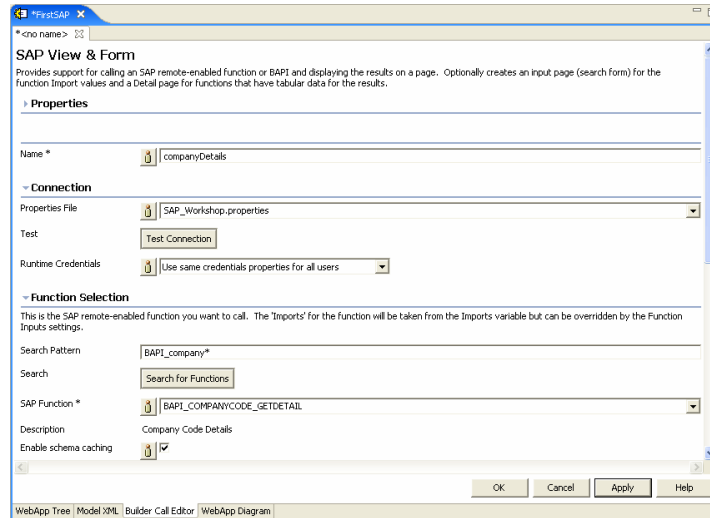 *FirstSAP
*<no name>
SAP View & Form
Provides support for calling an SAP remote-enabled function or BAPI and displaying the results on a page. Optionally creates an input page (search form) for the
function Import values and a Detail page for functions that have tabular data for the results.
Properties
Name * companyDetails
Connection
Properties File SAP_Workshop.properties
Test Test Connection
Runtime Credentials Use same credentials properties for all users
Function Selection
This is the SAP remote-enabled function you want to call. The 'Imports' for the function will be taken from the Imports variable but can be overridden by the Function
Inputs settings.
Search Pattern BAPI_company*
Search Search for Functions
SAP Function * BAPI_COMPANYCODE_GETDETAIL
Description Company Code Details
Enable schema caching
OK Cancel Apply Help
WebApp Tree Model XML Builder Call Editor WebApp Diagram